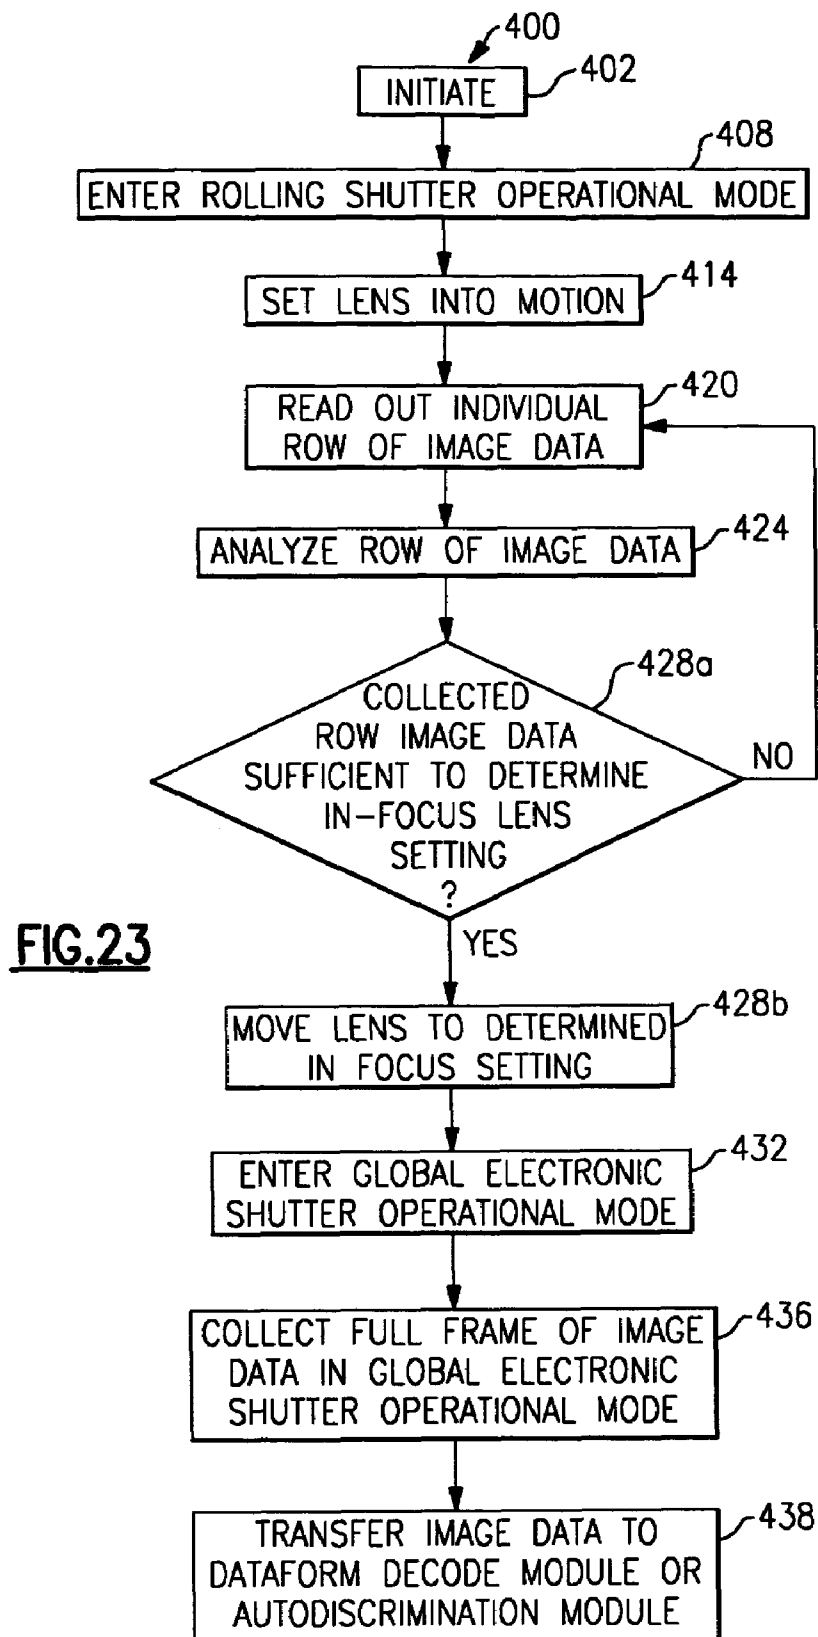 400
INITIATE
402
408
ENTER ROLLING SHUTTER OPERATIONAL MODE
414
SET LENS INTO MOTION
420
READ OUT INDIVIDUAL
ROW OF IMAGE DATA
424
ANALYZE ROW OF IMAGE DATA
428a
COLLECTED
ROW IMAGE DATA
SUFFICIENT TO DETERMINE
IN-FOCUS LENS
SETTING
?
NO
YES
FIG.23
428b
MOVE LENS TO DETERMINED
IN FOCUS SETTING
432
ENTER GLOBAL ELECTRONIC
SHUTTER OPERATIONAL MODE
436
COLLECT FULL FRAME OF IMAGE
DATA IN GLOBAL ELECTRONIC
SHUTTER OPERATIONAL MODE
438
TRANSFER IMAGE DATA TO
DATAFORM DECODE MODULE OR
AUTODISCRIMINATION MODULE